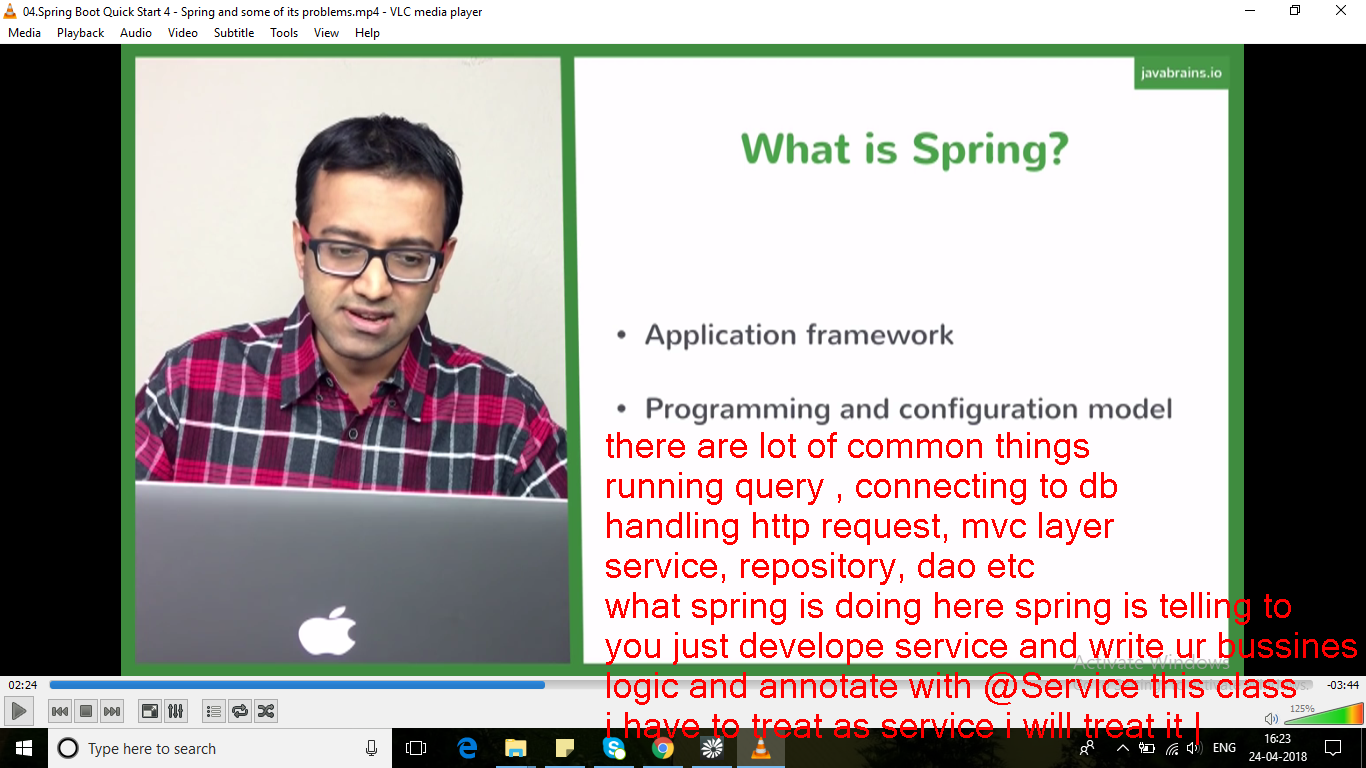 04.Spring Boot Quick Start 4 - Spring and some of its problems.mp4 - VLC media player
Media Playback Audio Video Subtitle Tools View Help
javabrains.io
What is Spring?
• Application framework
• Programming and configuration model
there are lot of common things
running query , connecting to db
handling http request, mvc layer
service, repository, dao etc
what spring is doing here spring is telling to
you just develope service and write ur bussines
Activate Windows
logic and annotate with @Service this class
i have to treat as service i will treat it
02:24
-03:44
125%
Type here to search
ENG
16:23
24-04-2018